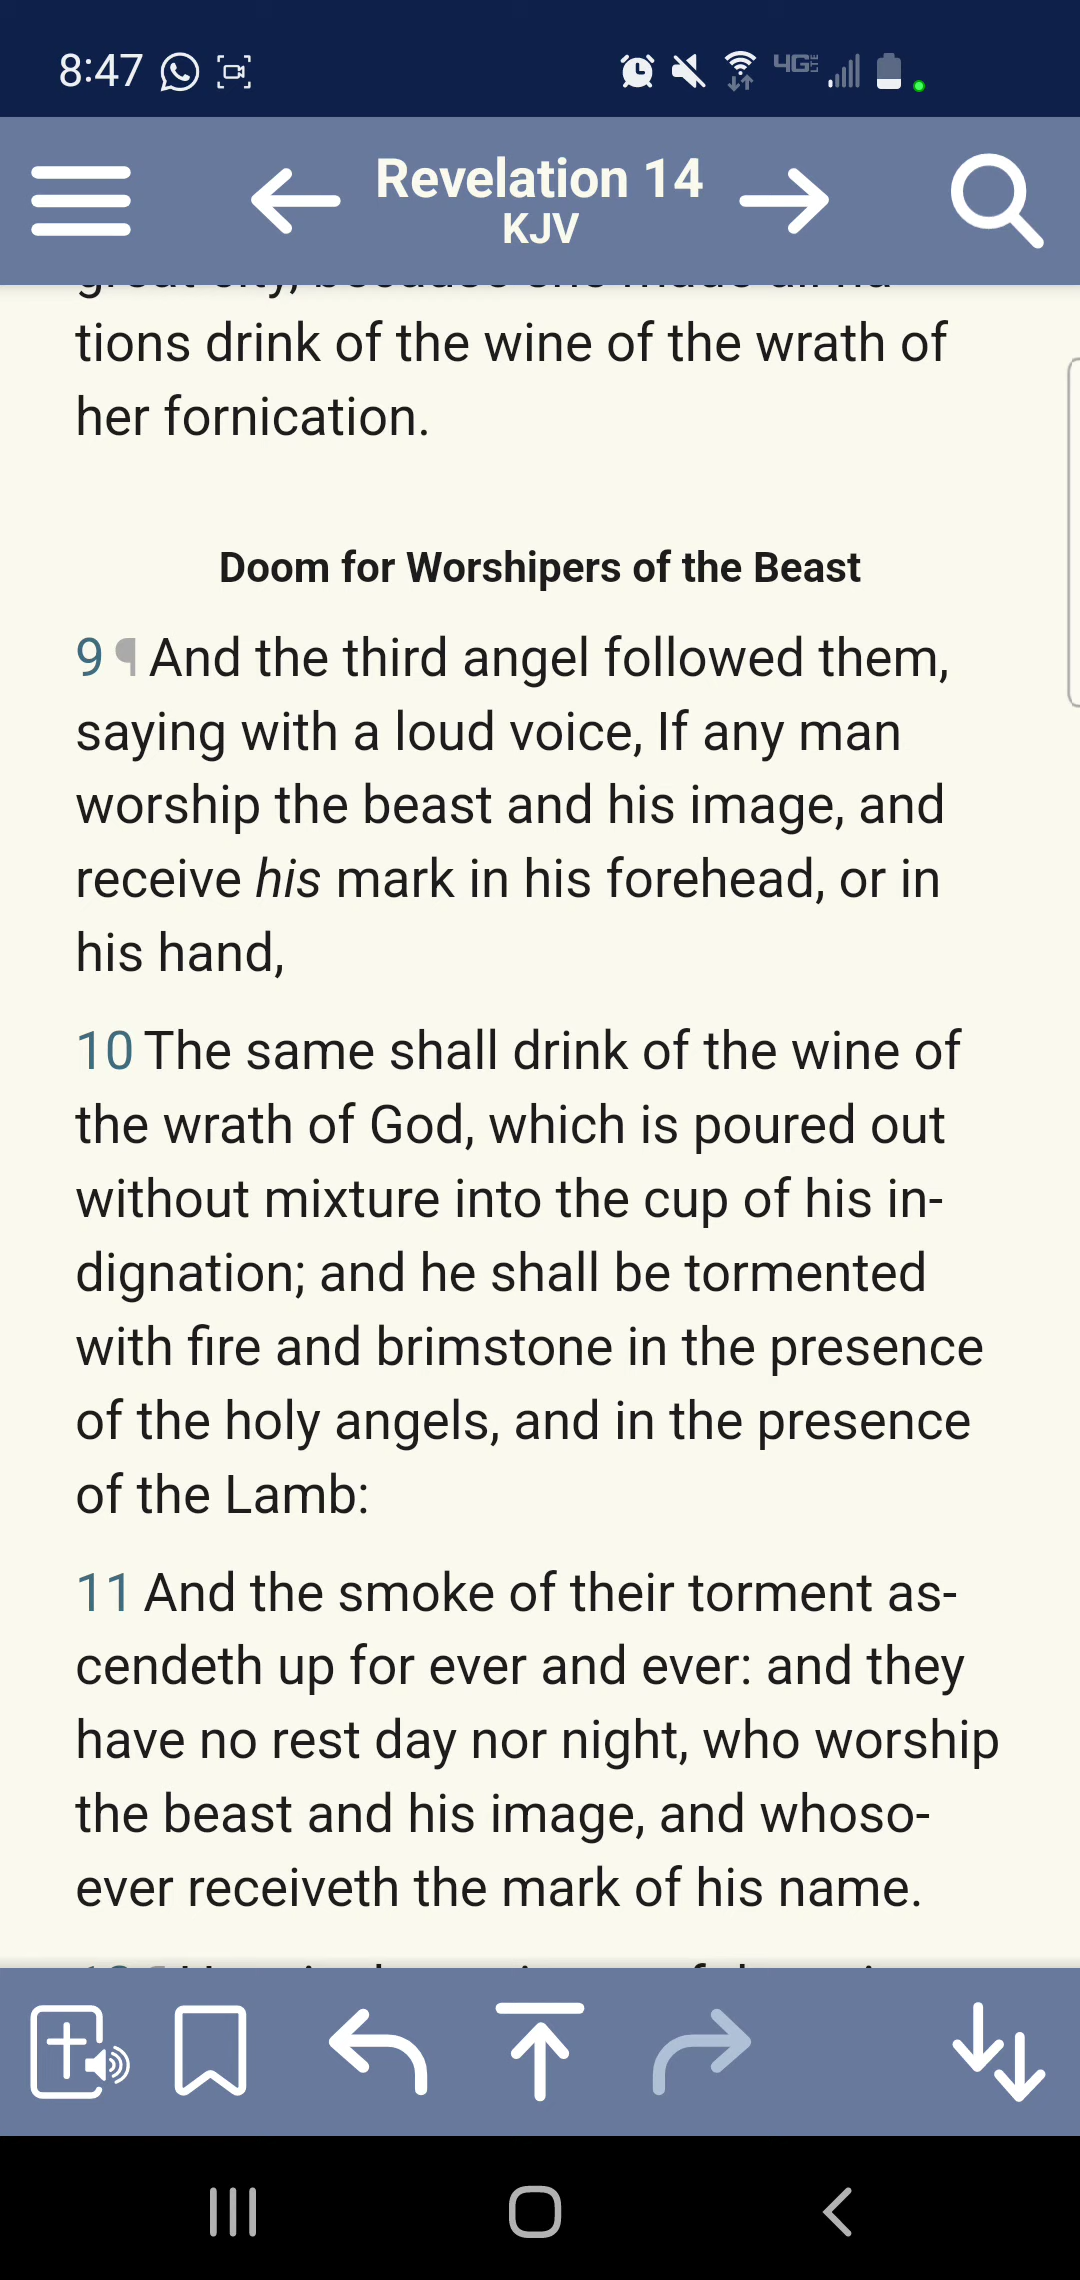 8:47
4GE LTE
Revelation 14
KJV
tions drink of the wine of the wrath of
her fornication.
Doom for Worshipers of the Beast
9 ¶ And the third angel followed them,
saying with a loud voice, If any man
worship the beast and his image, and
receive his mark in his forehead, or in
his hand,
10 The same shall drink of the wine of
the wrath of God, which is poured out
without mixture into the cup of his in-
dignation; and he shall be tormented
with fire and brimstone in the presence
of the holy angels, and in the presence
of the Lamb:
11 And the smoke of their torment as-
cendeth up for ever and ever: and they
have no rest day nor night, who worship
the beast and his image, and whoso-
ever receiveth the mark of his name.